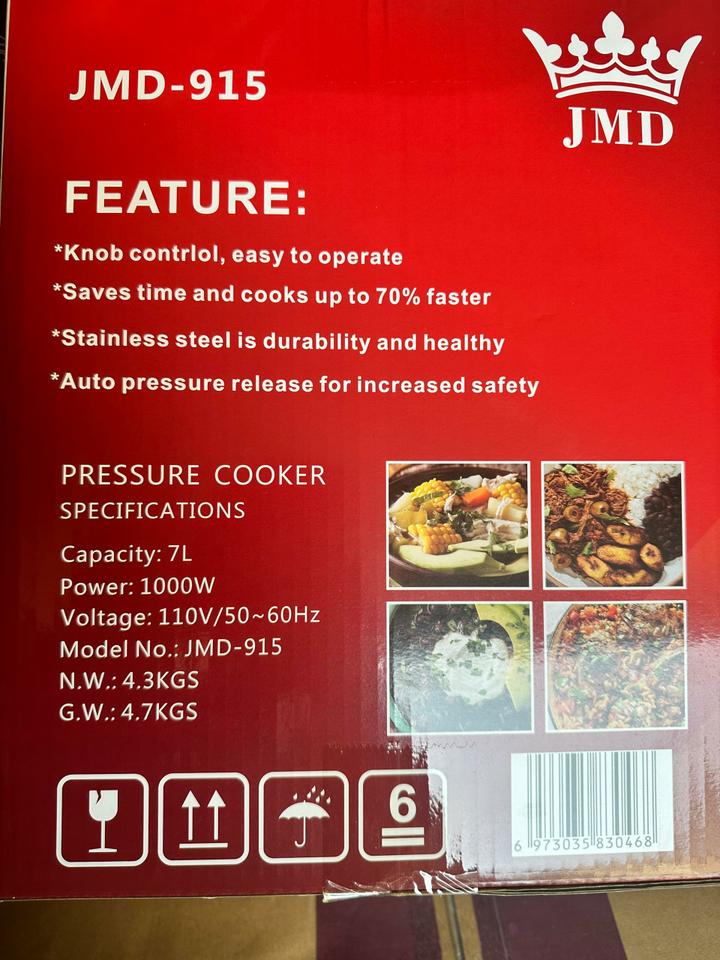 JMD-915
JMD
FEATURE:
*Knob contrlol, easy to operate
*Saves time and cooks up to 70% faster
*Stainless steel is durability and healthy
*Auto pressure release for increased safety
PRESSURE COOKER
SPECIFICATIONS
Capacity: 7L
Power: 1000W
Voltage: 110V/50~60Hz
Model No.: JMD-915
N.W.: 4.3KGS
G.W.: 4.7KGS
6
6 973035 830468